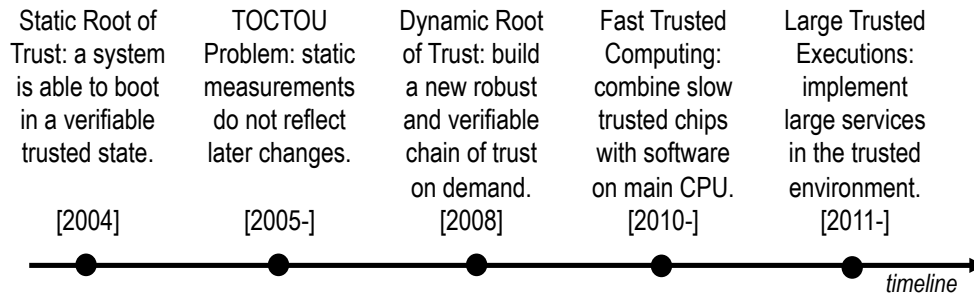 Static Root of
Trust: a system
is able to boot
in a verifiable
trusted state.
[2004]
TOCTOU
Problem: static
measurements
do not reflect
later changes.
[2005-]
Dynamic Root
of Trust: build
a new robust
and verifiable
chain of trust
on demand.
[2008]
Fast Trusted
Computing:
combine slow
trusted chips
with software
on main CPU.
[2010-]
Large Trusted
Executions:
implement
large services
in the trusted
environment.
[2011-]
timeline